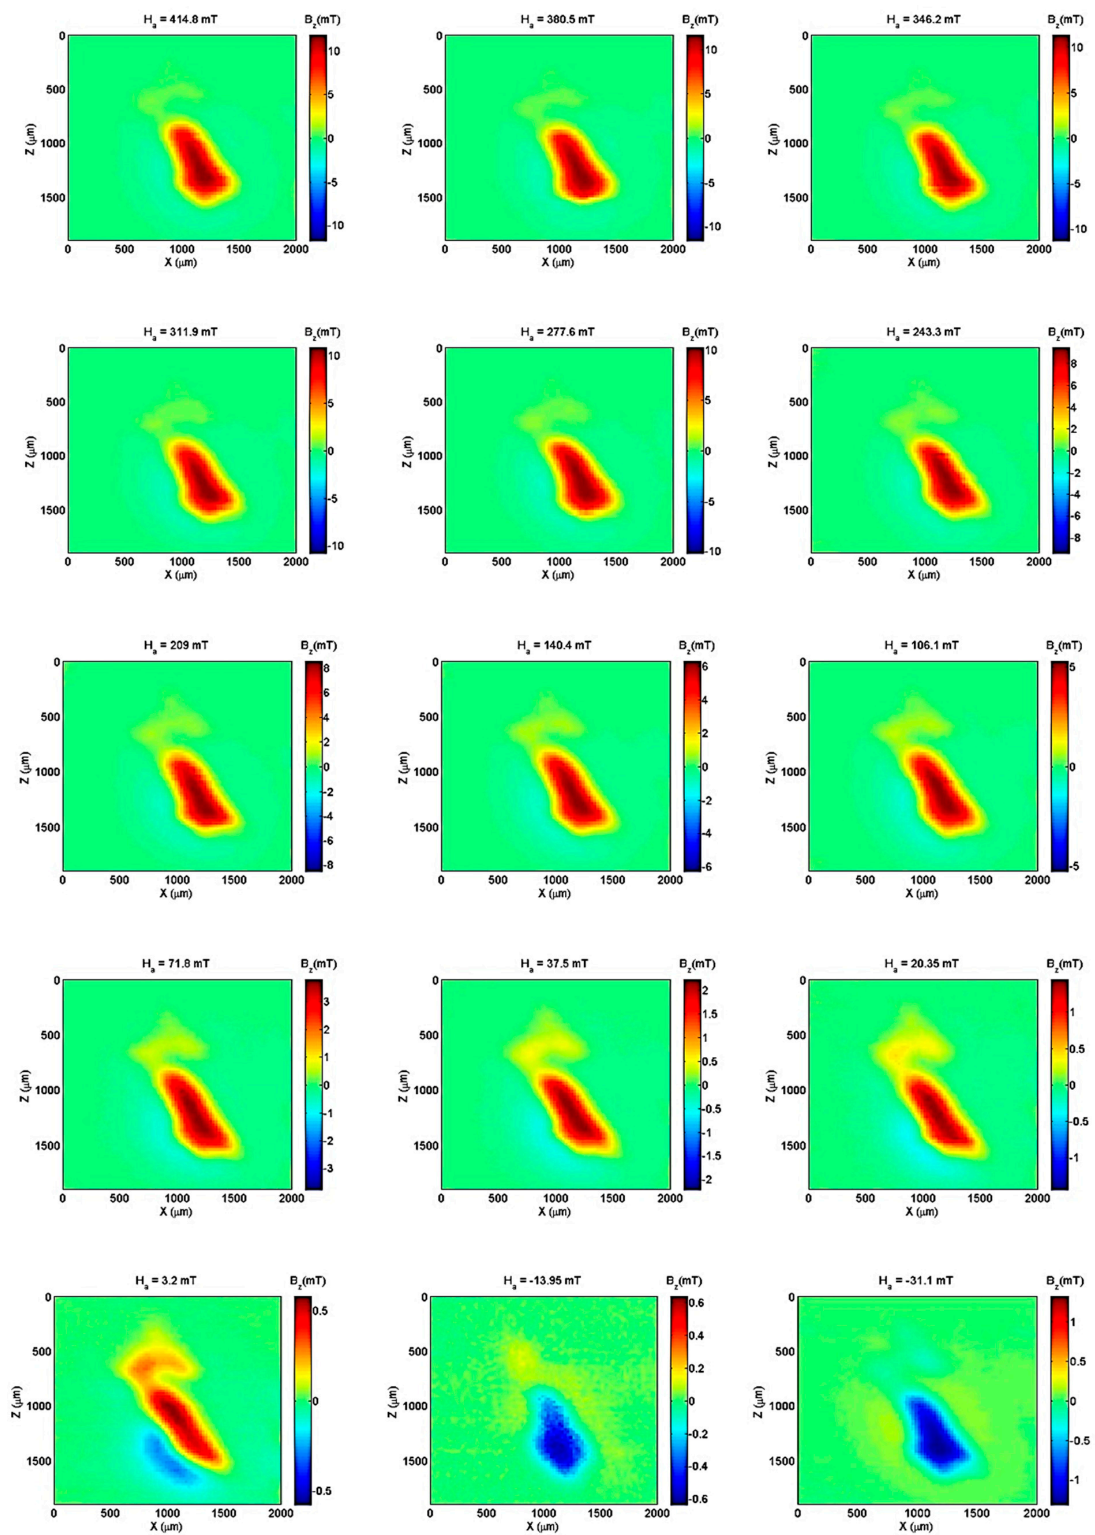 Hₐ = 414.8 mT B_z(mT) Hₐ = 380.5 mT B_z(mT) Hₐ = 346.2 mT B_z(mT)
0 0 0
10 10 10
500 500 500
5 5 5
Z (μm) 1000 0 Z (μm) 1000 0 Z (μm) 1000 0
-5 -5 -5
1500 1500 1500
-10 -10 -10
0 500 1000 1500 2000 0 500 1000 1500 2000 0 500 1000 1500 2000
X (μm) X (μm) X (μm)
Hₐ = 311.9 mT B_z(mT) Hₐ = 277.6 mT B_z(mT) Hₐ = 243.3 mT B_z(mT)
0 10 0 10 0
8
6
500 5 500 5 500 4
2
Z (μm) 1000 0 Z (μm) 1000 0 Z (μm) 1000 0
-2
-5 -5 -4
1500 1500 1500 -6
-10 -10 -8
0 500 1000 1500 2000 0 500 1000 1500 2000 0 500 1000 1500 2000
X (μm) X (μm) X (μm)
Hₐ = 209 mT B_z(mT) Hₐ = 140.4 mT B_z(mT) Hₐ = 106.1 mT B_z(mT)
0 8 0 6 0 5
6 4
500 4 500 2 500
2
Z (μm) 1000 0 Z (μm) 1000 0 Z (μm) 1000 0
-2 -2
1500 -4 1500 -4 1500
-6
-8 -6 -5
0 500 1000 1500 2000 0 500 1000 1500 2000 0 500 1000 1500 2000
X (μm) X (μm) X (μm)
Hₐ = 71.8 mT B_z(mT) Hₐ = 37.5 mT B_z(mT) Hₐ = 20.35 mT B_z(mT)
0 0 2 0
3 1.5 1
500 2 500 1 500 0.5
1 0.5
Z (μm) 1000 0 Z (μm) 1000 0 Z (μm) 1000 0
-1 -0.5 -0.5
1500 -2 1500 -1 1500
-1.5 -1
-3 -2
0 500 1000 1500 2000 0 500 1000 1500 2000 0 500 1000 1500 2000
X (μm) X (μm) X (μm)
Hₐ = 3.2 mT B_z(mT) Hₐ = -13.95 mT B_z(mT) Hₐ = -31.1 mT B_z(mT)
0 0.5 0 0.6 0 1
0.4
500 500 0.2 500 0.5
Z (μm) 1000 0 Z (μm) 1000 0 Z (μm) 1000 0
-0.2
1500 1500 -0.4 1500 -0.5
-0.5 -0.6 -1
0 500 1000 1500 2000 0 500 1000 1500 2000 0 500 1000 1500 2000
X (μm) X (μm) X (μm)